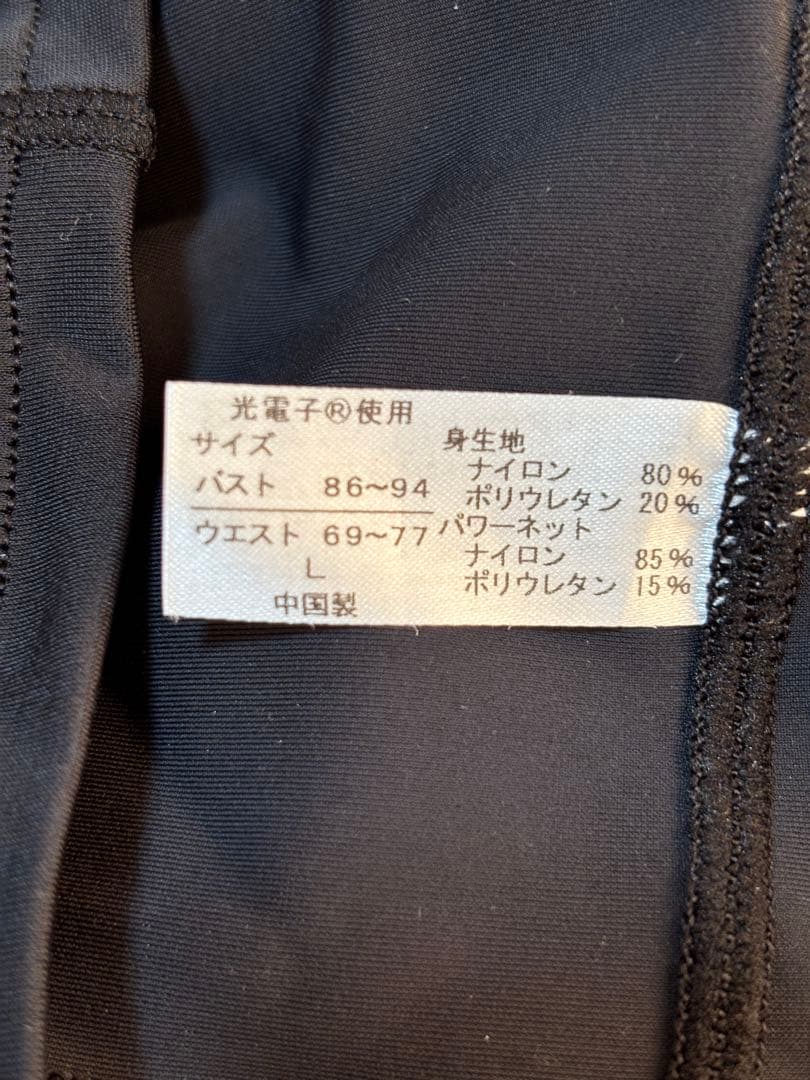 光電子®使用
サイズ
バスト 86〜94
ウエスト 69〜77
L
中国製
身生地
ナイロン 80%
ポリウレタン 20%
パワーネット
ナイロン 85%
ポリウレタン 15%